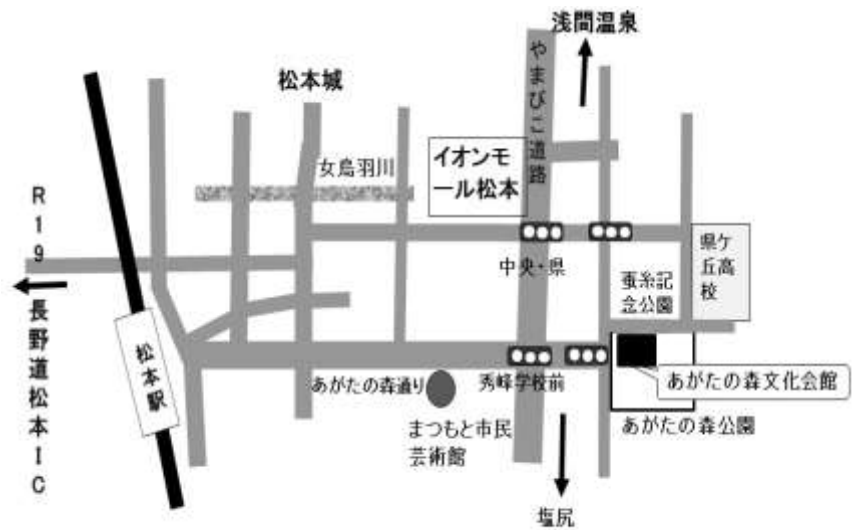 浅間温泉
やまびこ道路
松本城
女鳥羽川
イオンモ
ール松本
R19
長野道松本IC
中央・県
県ケ
丘高
校
蚕糸記
念公園
松本駅
あがたの森通り
秀峰学校前
あがたの森文化会館
あがたの森公園
まつもと市民
芸術館
塩尻